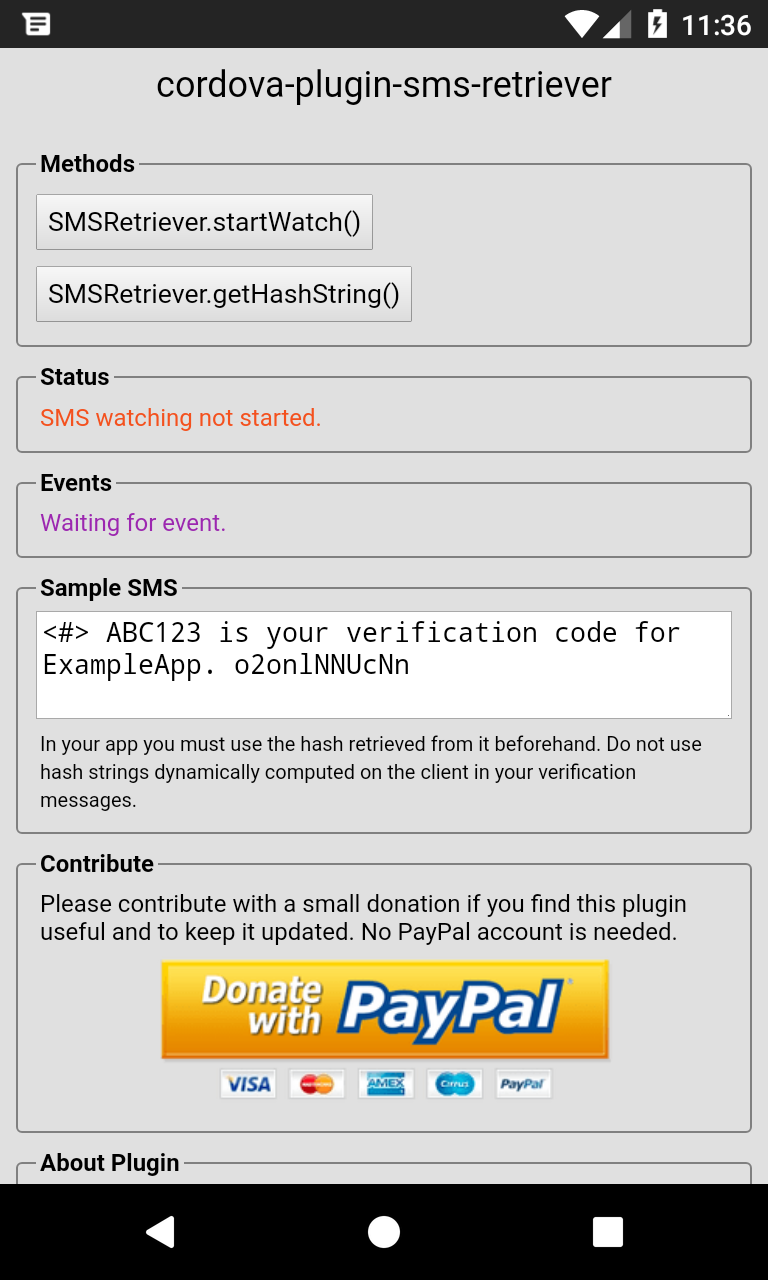 11:36
cordova-plugin-sms-retriever
Methods
SMSRetriever.startWatch()
SMSRetriever.getHashString()
Status
SMS watching not started.
Events
Waiting for event.
Sample SMS
<#> ABC123 is your verification code for
ExampleApp. o2onlNNUcNn
In your app you must use the hash retrieved from it beforehand. Do not use
hash strings dynamically computed on the client in your verification
messages.
Contribute
Please contribute with a small donation if you find this plugin
useful and to keep it updated. No PayPal account is needed.
Donate
with PayPal
VISA MasterCard AMEX Cirrus PayPal
About Plugin